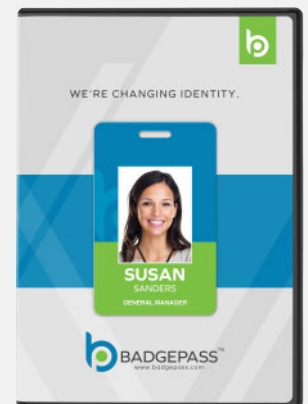 WE'RE CHANGING IDENTITY.
SUSAN
SANDERS
GENERAL MANAGER
BADGEPASS™
www.badgepass.com